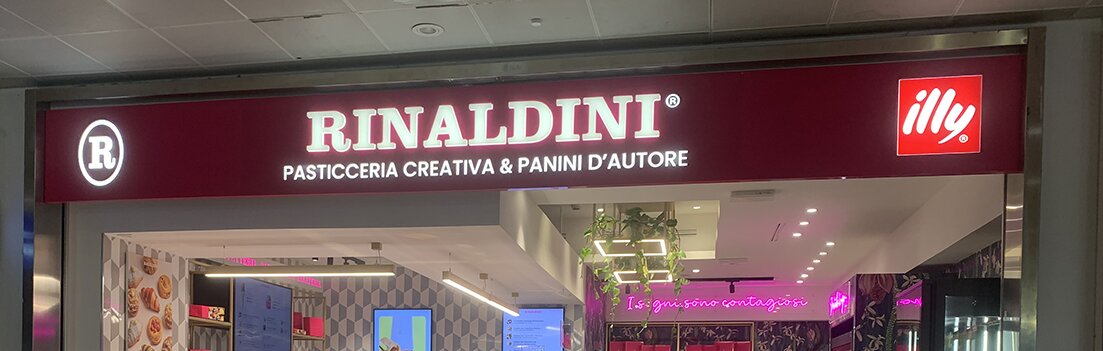 R
RINALDINI®
PASTICCERIA CREATIVA & PANINI D'AUTORE
illy®
I sogni sono contagiosi